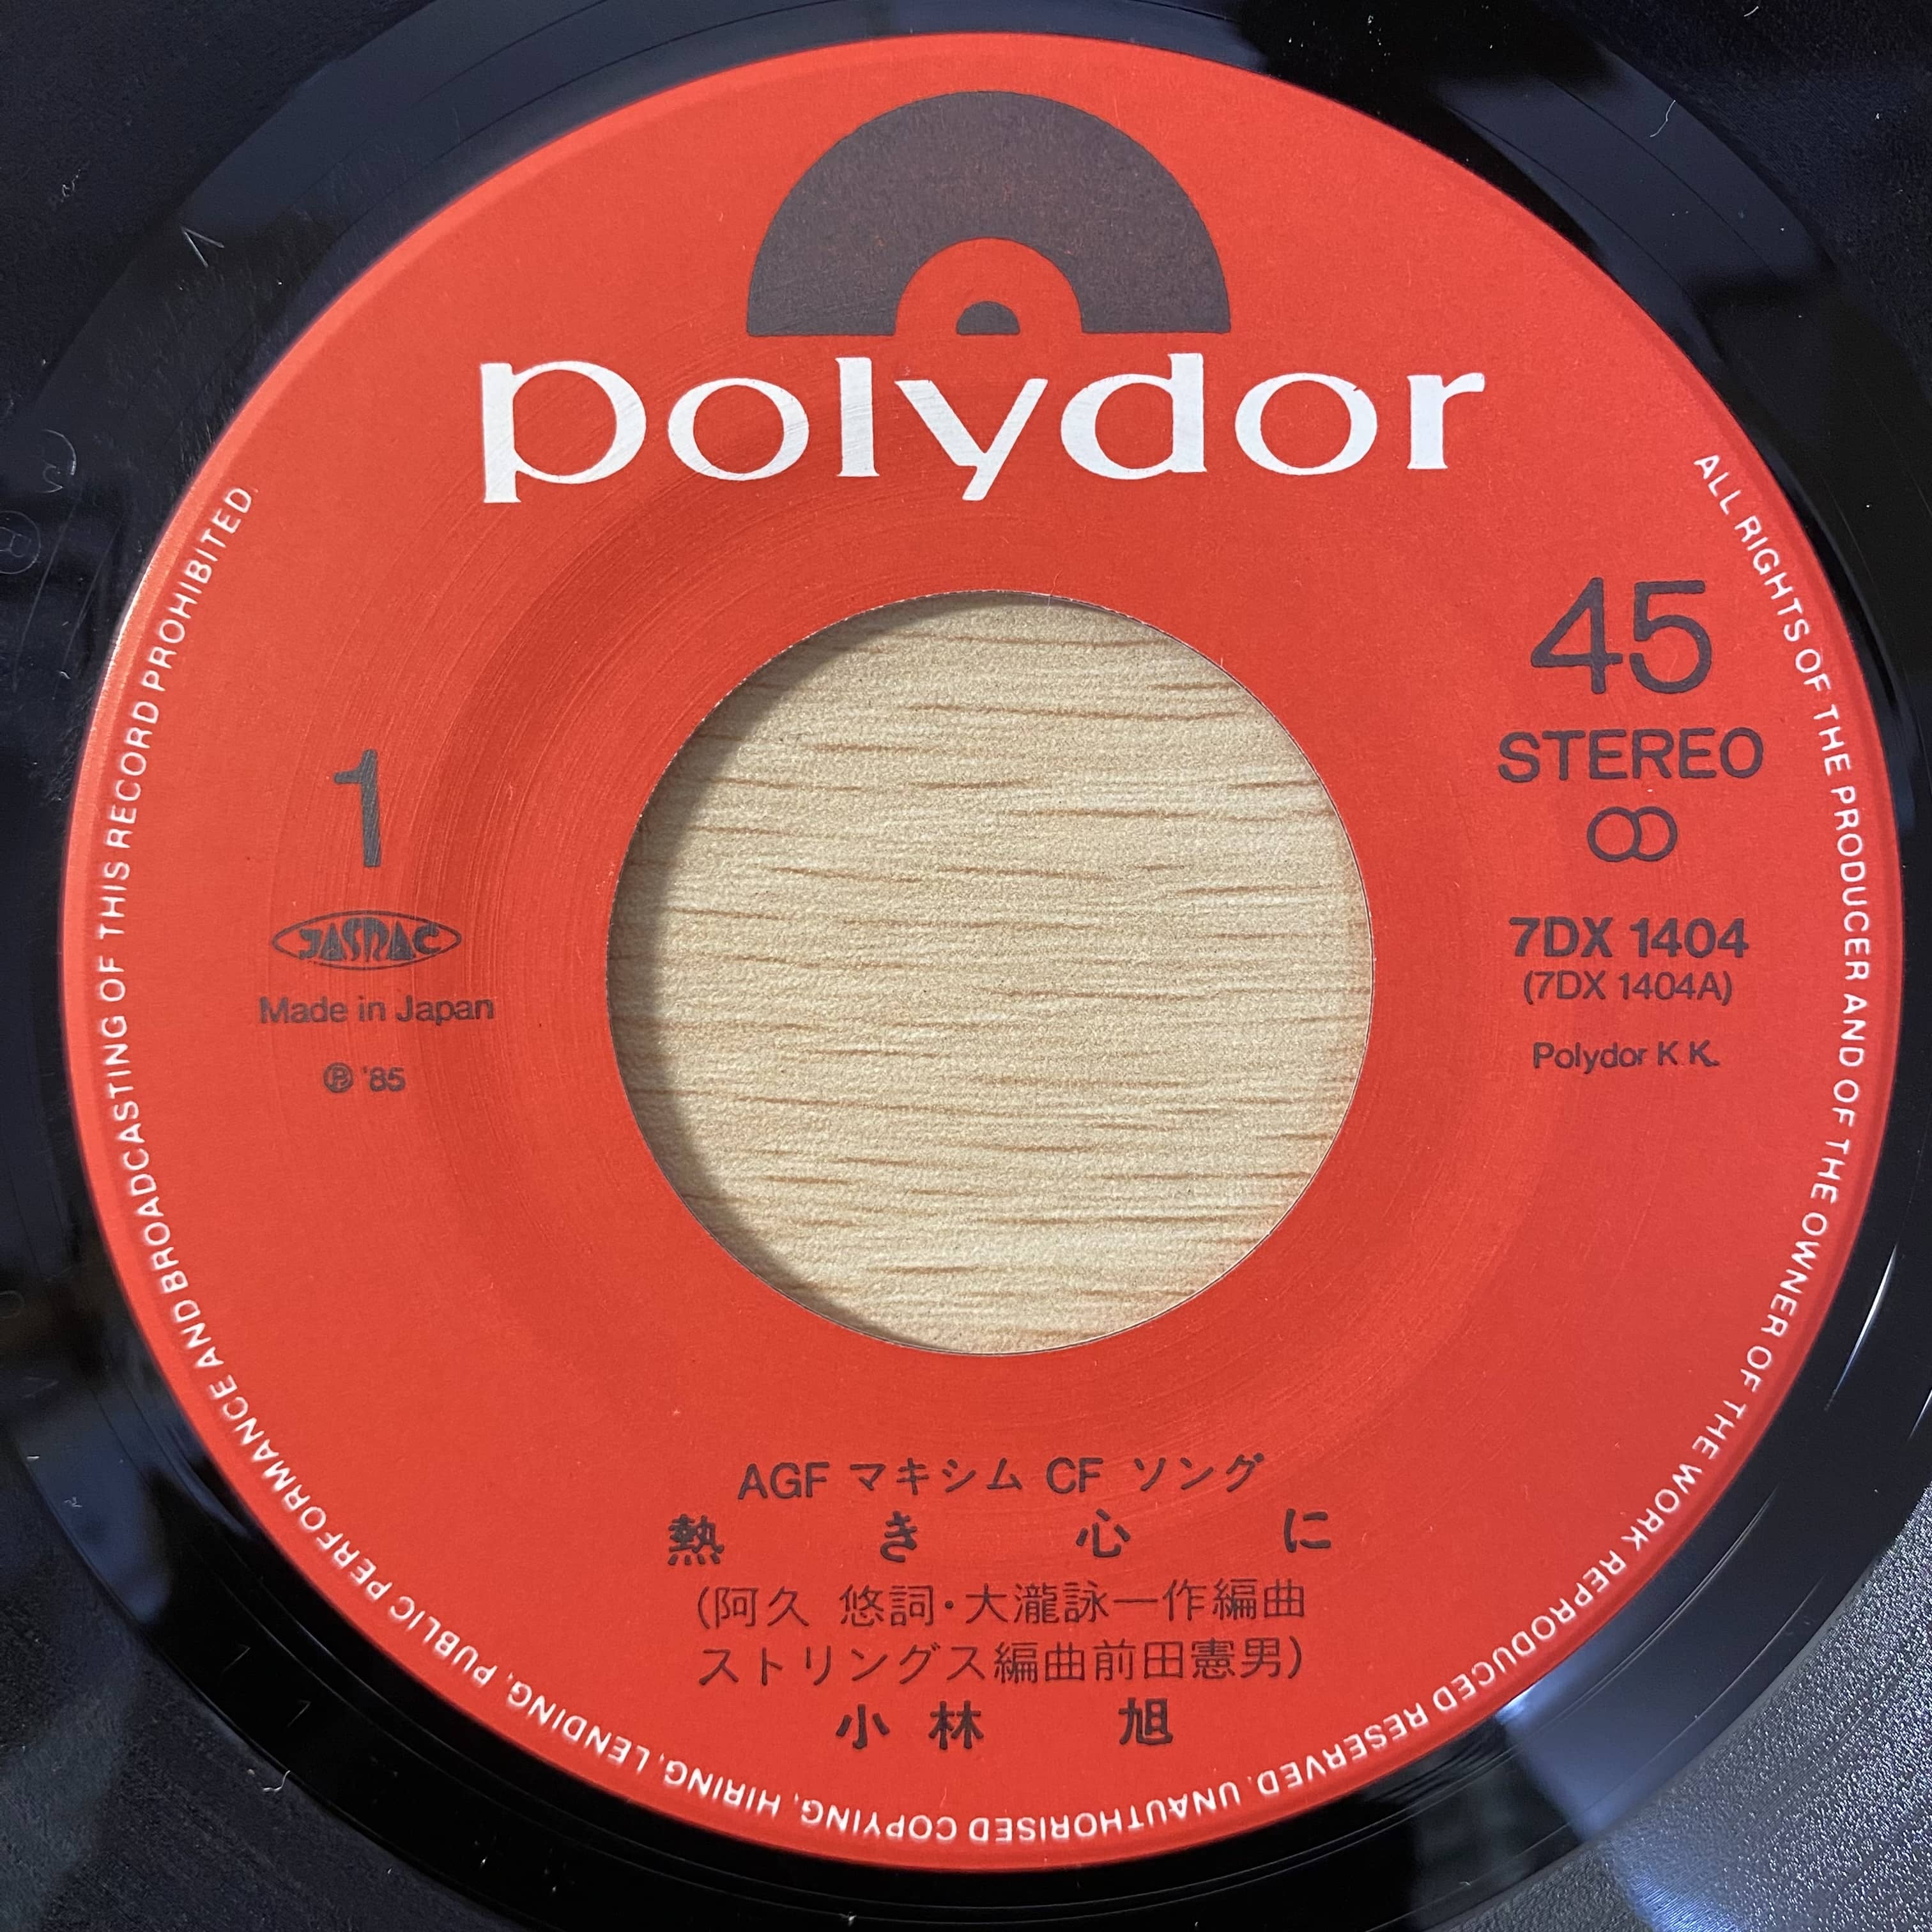 polydor
45
STEREO
1
JASRAC
Made in Japan
Ⓟ '85
7DX 1404
(7DX 1404A)
Polydor K.K.
AGF マキシム CF ソング
熱き心に
(阿久 悠詞・大瀧詠一作編曲
ストリングス編曲前田憲男)
小林 旭
ALL RIGHTS OF THE PRODUCER AND OF THE OWNER OF THE WORK REPRODUCED RESERVED. UNAUTHORISED COPYING, HIRING, LENDING, PUBLIC PERFORMANCE AND BROADCASTING OF THIS RECORD PROHIBITED.